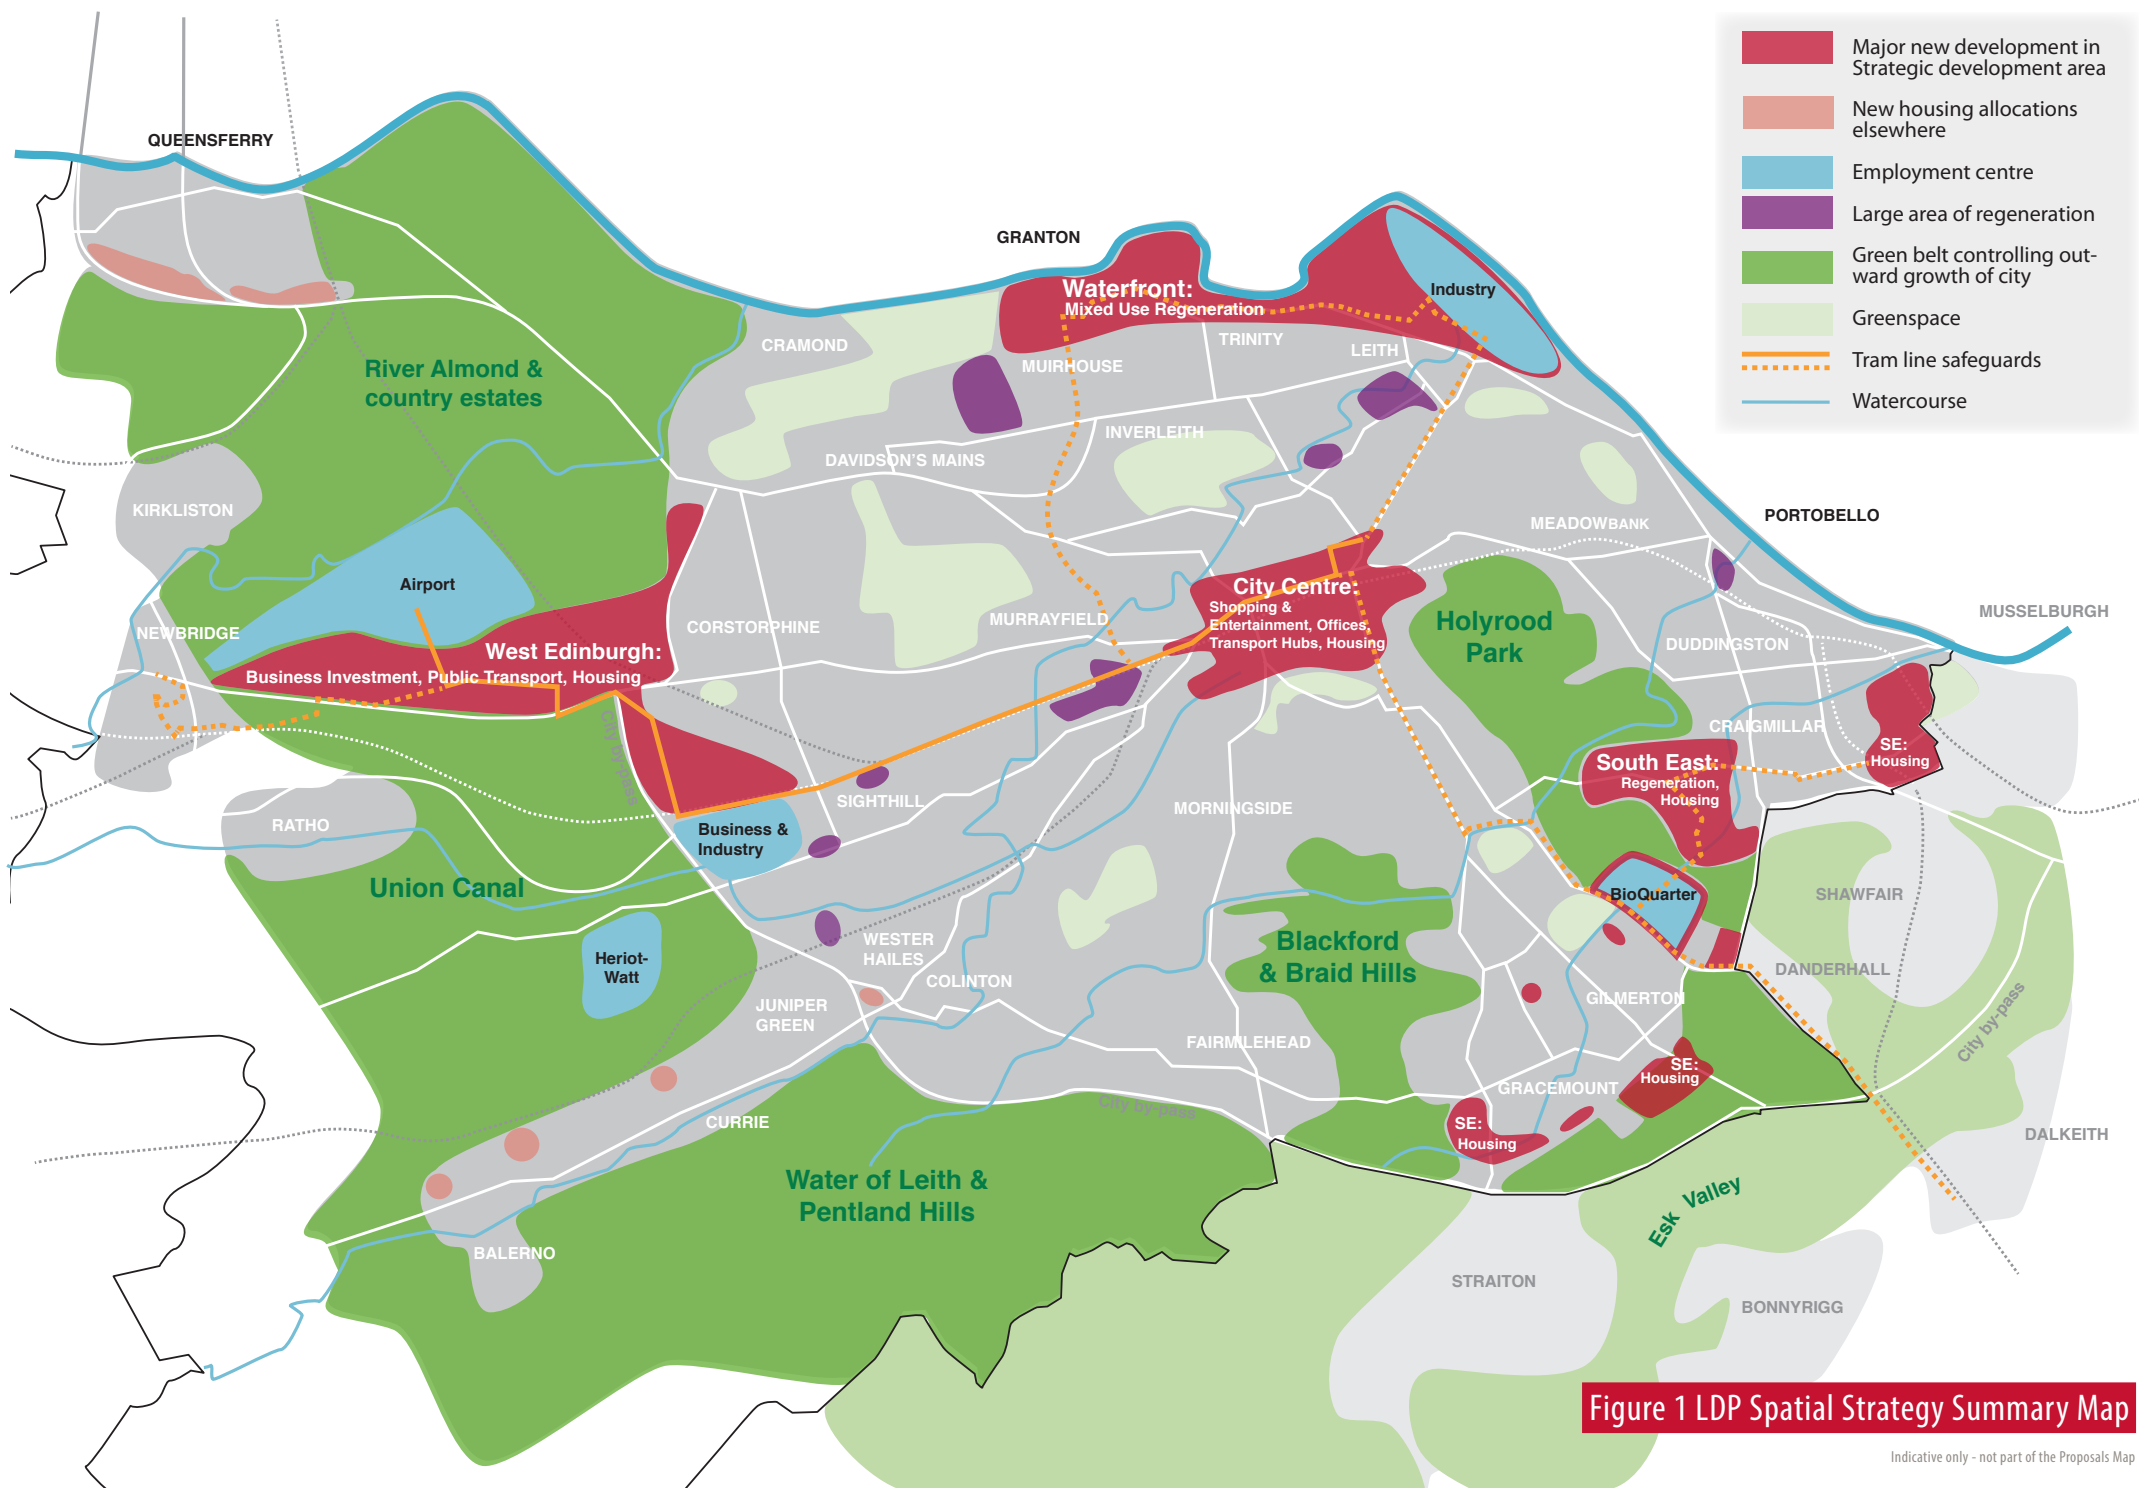 Major new development in
Strategic development area
New housing allocations
elsewhere
Employment centre
Large area of regeneration
Green belt controlling out-
ward growth of city
Greenspace
Tram line safeguards
Watercourse
QUEENSFERRY
GRANTON
Waterfront:
Mixed Use Regeneration
Industry
CRAMOND
TRINITY
LEITH
MUIRHOUSE
River Almond &
country estates
INVERLEITH
DAVIDSON'S MAINS
KIRKLISTON
PORTOBELLO
MEADOWBANK
Airport
City Centre:
Shopping &
Entertainment, Offices,
Transport Hubs, Housing
Holyrood
Park
MUSSELBURGH
NEWBRIDGE
CORSTORPHINE
MURRAYFIELD
DUDDINGSTON
West Edinburgh:
Business Investment, Public Transport, Housing
City by-pass
CRAIGMILLAR
SE:
Housing
South East:
Regeneration,
Housing
SIGHTHILL
MORNINGSIDE
RATHO
Business &
Industry
Union Canal
BioQuarter
SHAWFAIR
WESTER
HAILES
Blackford
& Braid Hills
Heriot-
Watt
COLINTON
DANDERHALL
JUNIPER
GREEN
GILMERTON
City by-pass
FAIRMILEHEAD
SE:
Housing
GRACEMOUNT
City by-pass
CURRIE
SE:
Housing
DALKEITH
Water of Leith &
Pentland Hills
Esk Valley
BALERNO
STRAITON
BONNYRIGG
Figure 1 LDP Spatial Strategy Summary Map
Indicative only - not part of the Proposals Map